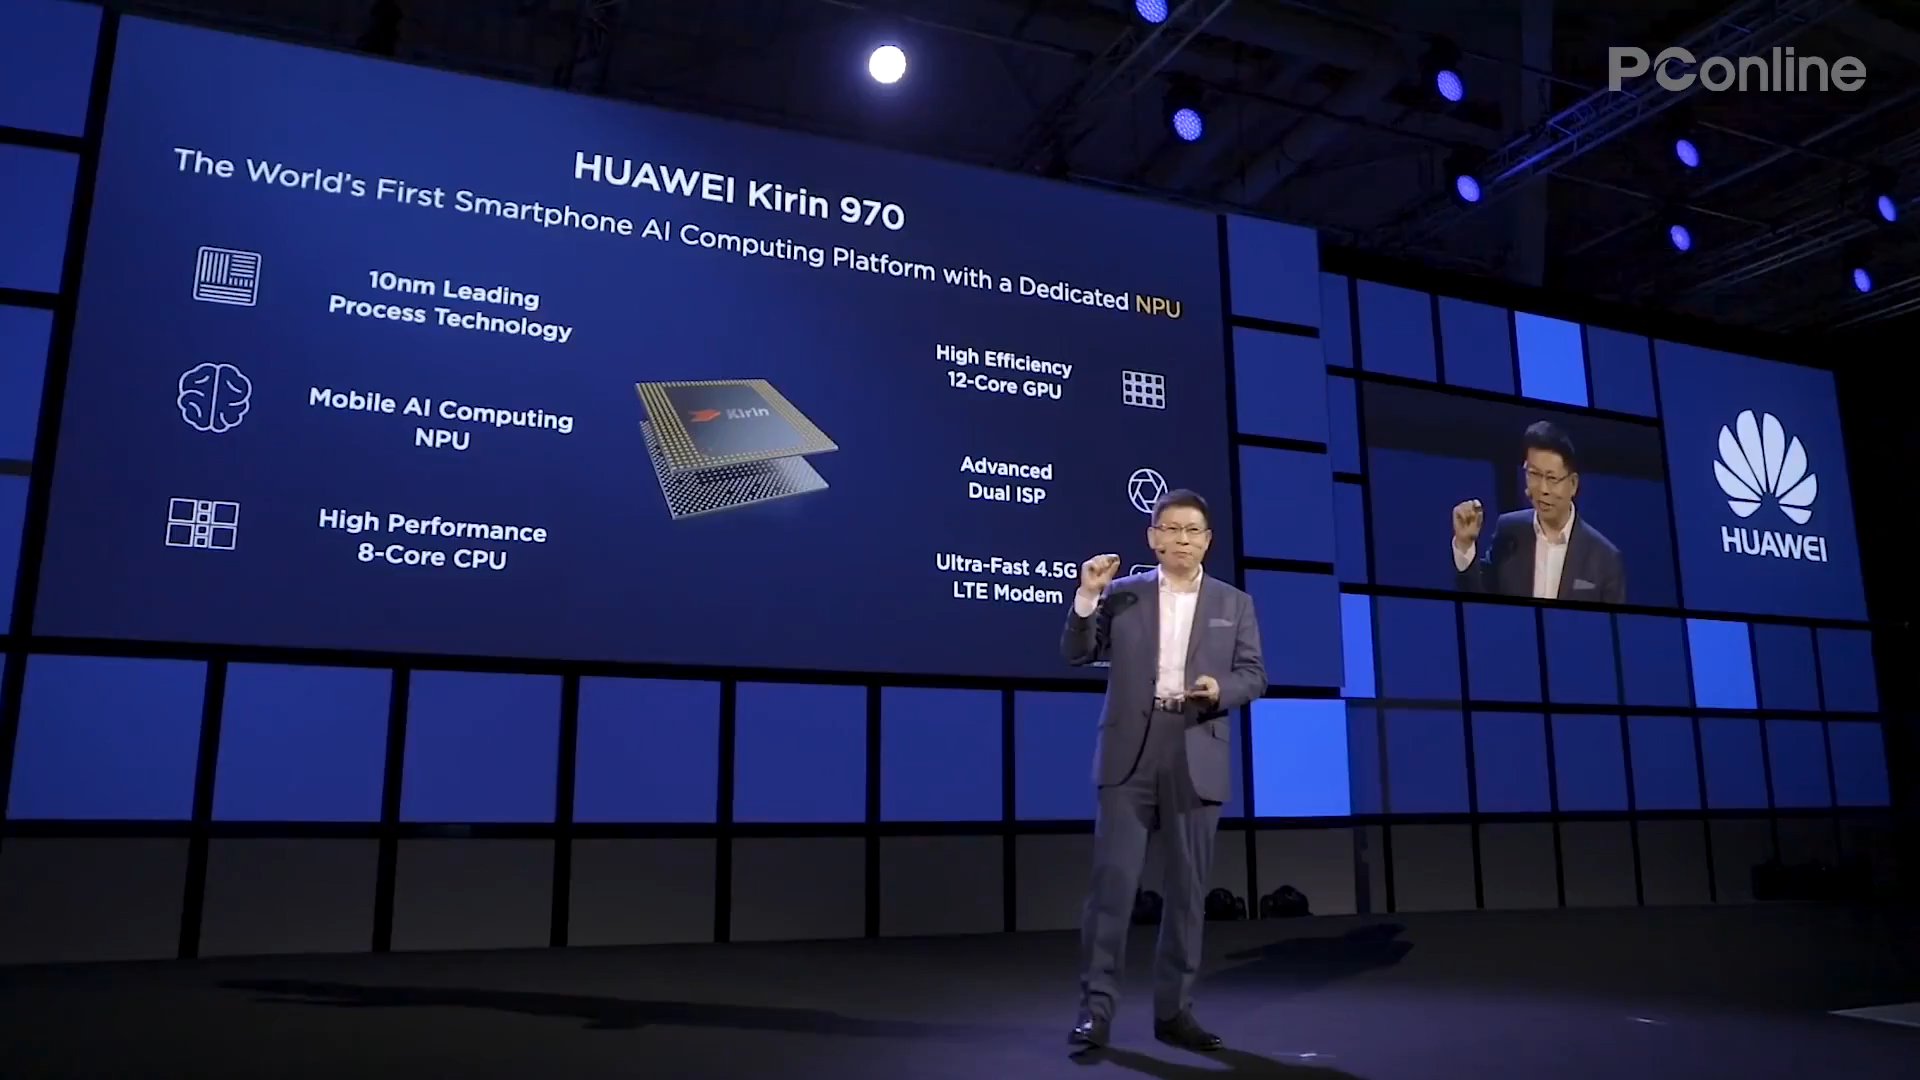 PConline
HUAWEI Kirin 970
The World's First Smartphone AI Computing Platform with a Dedicated NPU
10nm Leading
Process Technology
Mobile AI Computing
NPU
High Performance
8-Core CPU
Kirin
High Efficiency
12-Core GPU
Advanced
Dual ISP
Ultra-Fast 4.5G
LTE Modem
HUAWEI